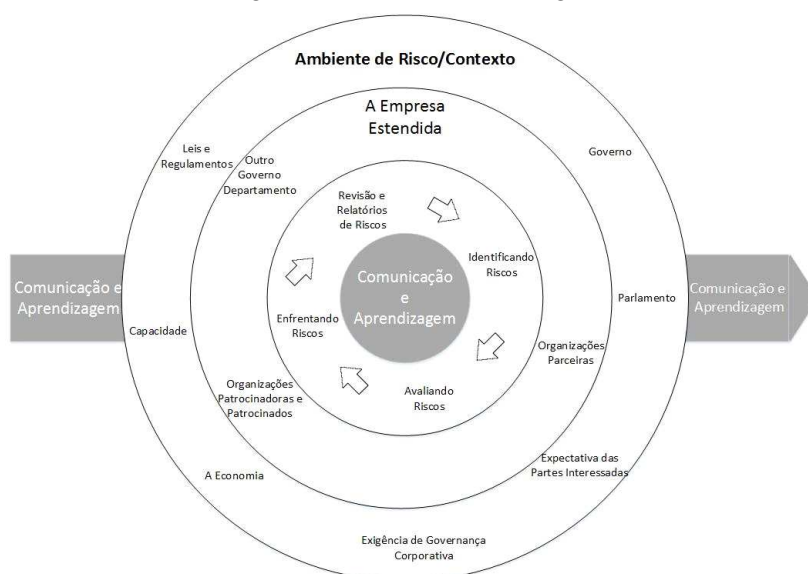 Ambiente de Risco/Contexto
A Empresa
Estendida
Leis e
Regulamentos
Outro
Governo
Departamento
Governo
Revisão e
Relatórios
de Riscos
Identificando
Riscos
Comunicação e
Aprendizagem
Comunicação
e
Aprendizagem
Comunicação e
Aprendizagem
Parlamento
Enfrentando
Riscos
Capacidade
Organizações
Parceiras
Organizações
Patrocinadoras e
Patrocinados
Avaliando
Riscos
A Economia
Expectativa das
Partes Interessadas
Exigência de Governança
Corporativa